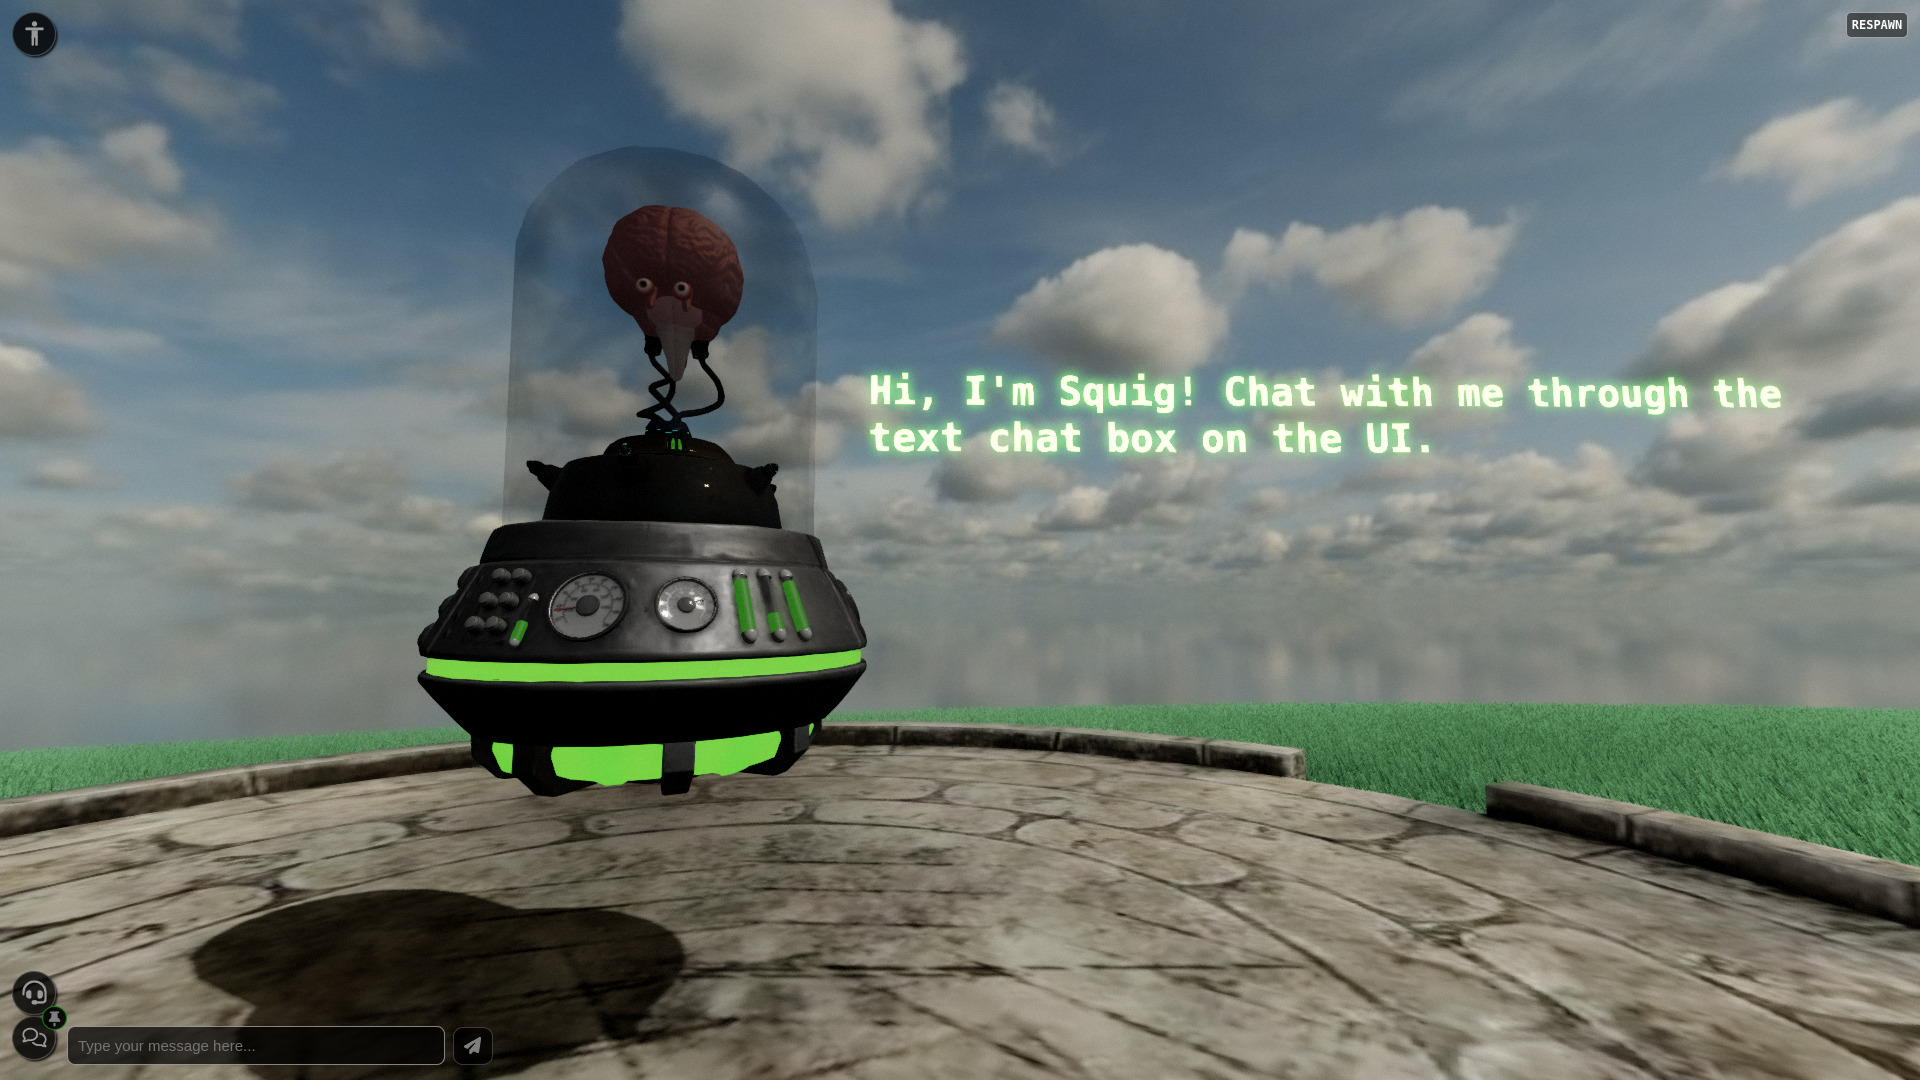 RESPAWN
Hi, I'm Squig! Chat with me through the
text chat box on the UI.
Type your message here...